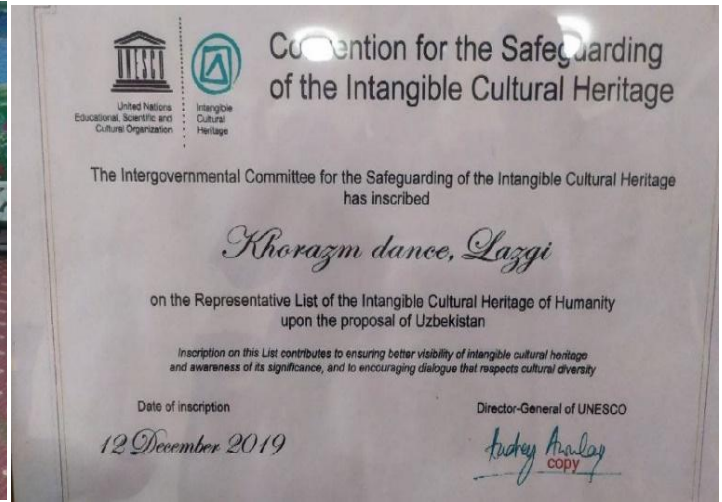 Convention for the Safeguarding
of the Intangible Cultural Heritage
UNESCO
United Nations
Educational, Scientific and
Cultural Organization
Intangible
Cultural
Heritage
The Intergovernmental Committee for the Safeguarding of the Intangible Cultural Heritage
has inscribed
Khorazm dance, Lazgi
on the Representative List of the Intangible Cultural Heritage of Humanity
upon the proposal of Uzbekistan
Inscription on this List contributes to ensuring better visibility of intangible cultural heritage
and awareness of its significance, and to encouraging dialogue that respects cultural diversity
Date of inscription
12 December 2019
Director-General of UNESCO
copy